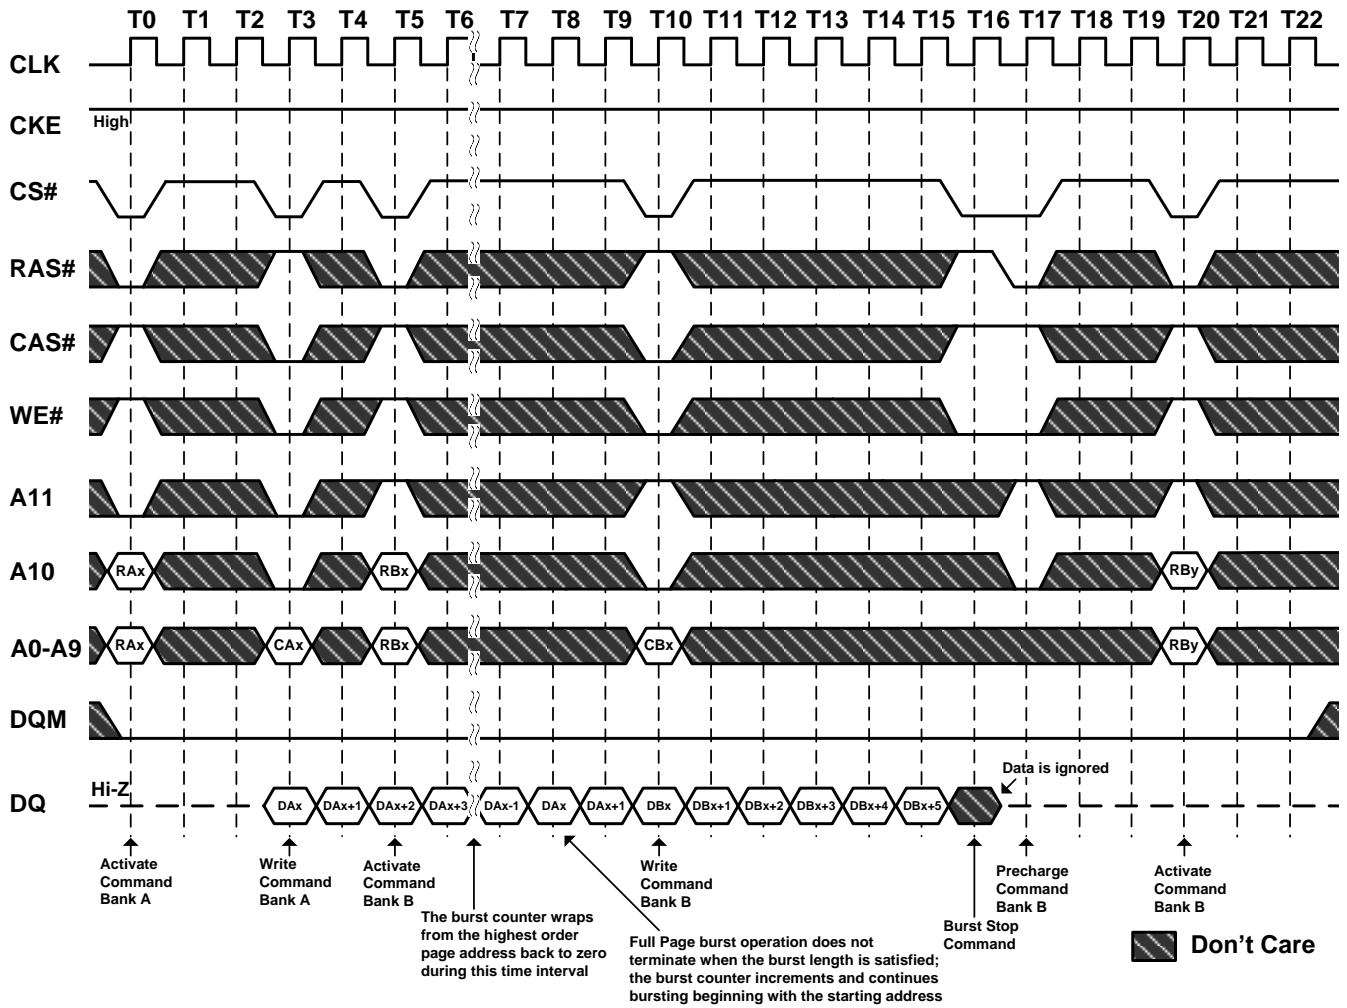 T0 T1 T2 T3 T4 T5 T6 T7 T8 T9 T10 T11 T12 T13 T14 T15 T16 T17 T18 T19 T20 T21 T22
CLK
CKE High
CS#
RAS#
CAS#
WE#
A11
A10 RAx RBx RBy
A0-A9 RAx CAx RBx CBx RBy
DQM
Data is ignored
DQ Hi-Z DAx DAx+1 DAx+2 DAx+3 DAx-1 DAx DAx+1 DBx DBx+1 DBx+2 DBx+3 DBx+4 DBx+5
Activate
Command
Bank A
Write
Command
Bank A
Activate
Command
Bank B
The burst counter wraps
from the highest order
page address back to zero
during this time interval
Write
Command
Bank B
Full Page burst operation does not
terminate when the burst length is satisfied;
the burst counter increments and continues
bursting beginning with the starting address
Burst Stop
Command
Precharge
Command
Bank B
Activate
Command
Bank B
Don't Care